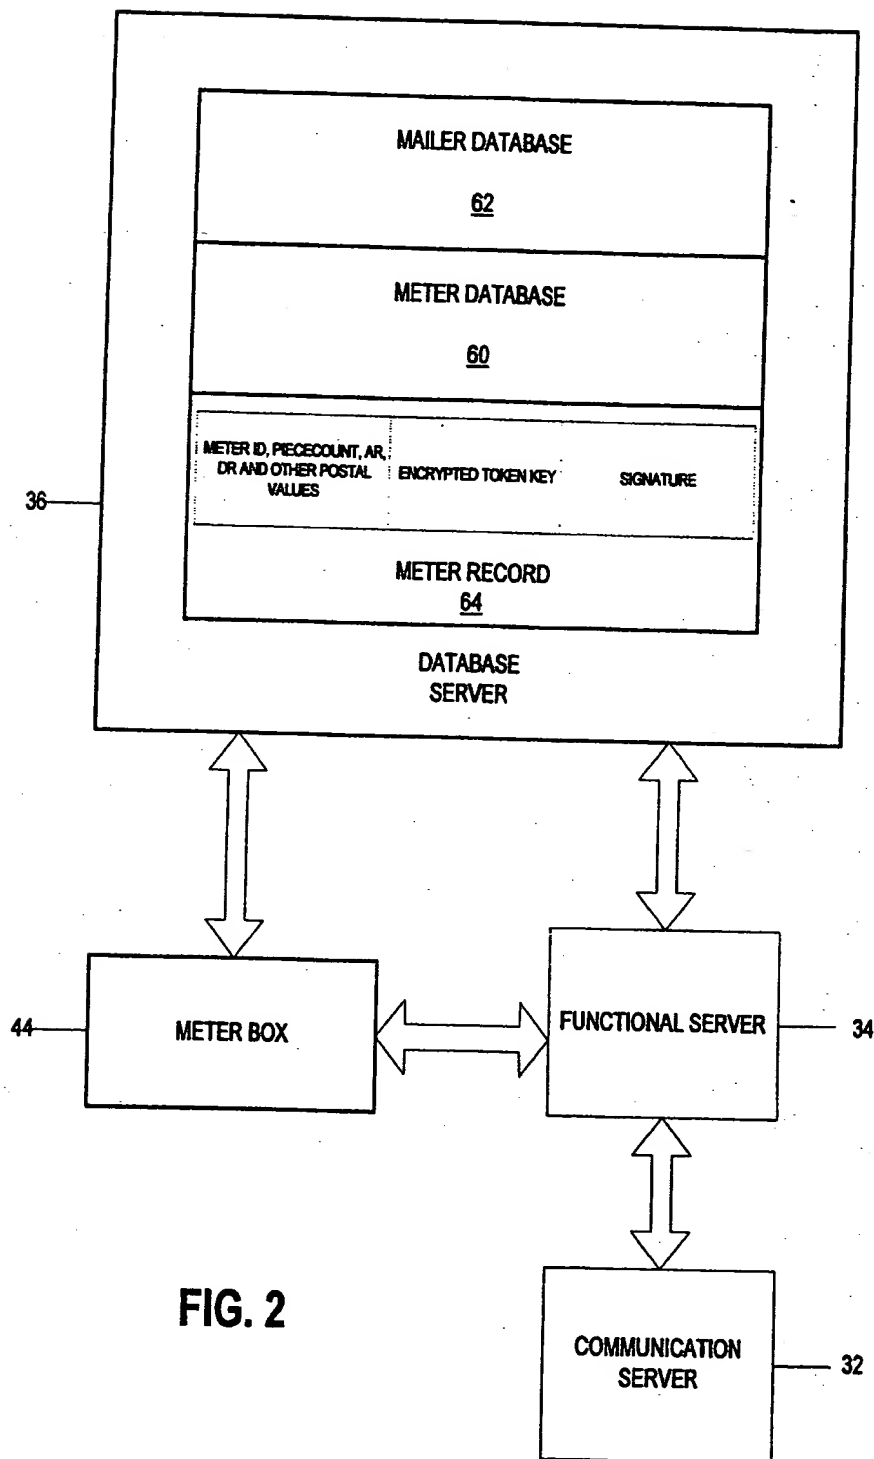 MAILER DATABASE
62
METER DATABASE
60
METER ID, PIECECOUNT, AR,
DR AND OTHER POSTAL
VALUES
ENCRYPTED TOKEN KEY
SIGNATURE
36
METER RECORD
64
DATABASE
SERVER
44
METER BOX
FUNCTIONAL SERVER
34
FIG. 2
COMMUNICATION
SERVER
32